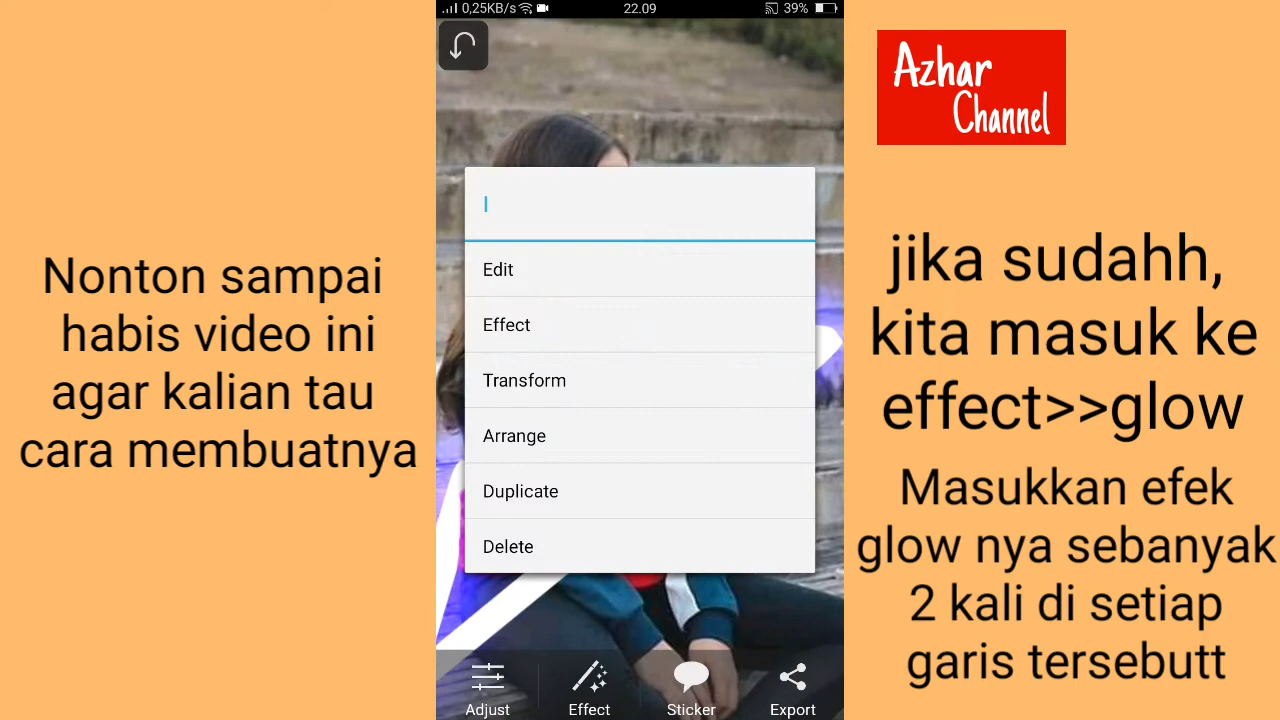 0,25KB/s
22.09
39%
Azhar
Channel
Nonton sampai
habis video ini
agar kalian tau
cara membuatnya
Edit
Effect
Transform
Arrange
Duplicate
Delete
jika sudahh,
kita masuk ke
effect>>glow
Masukkan efek
glow nya sebanyak
2 kali di setiap
garis tersebutt
Adjust
Effect
Sticker
Export